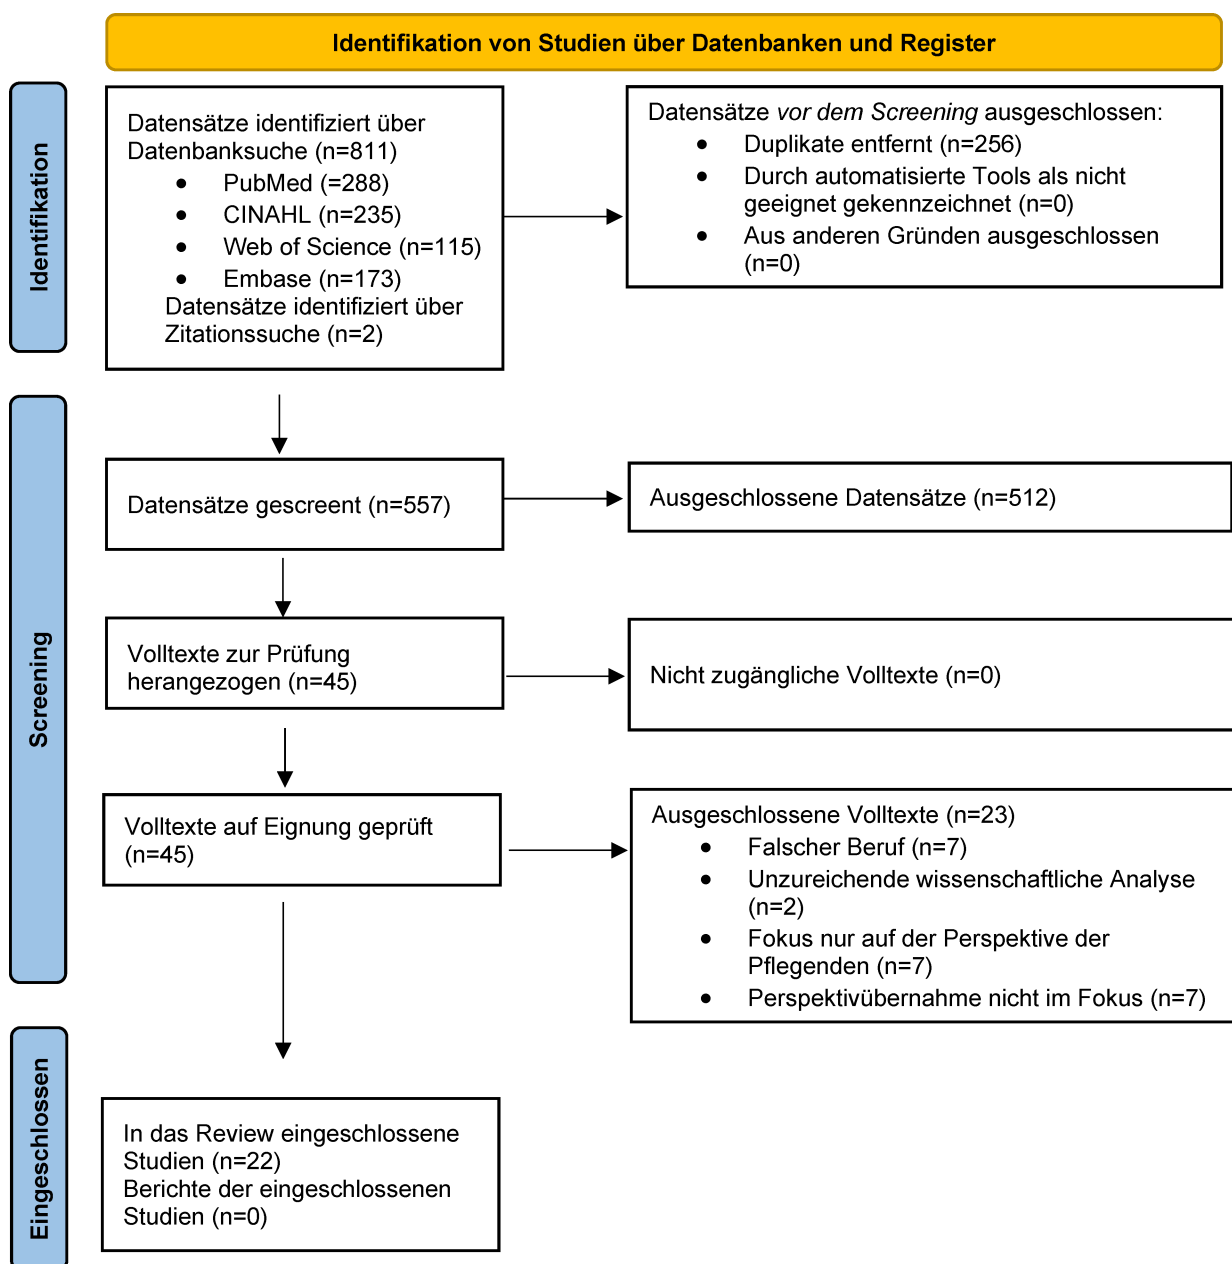 Identifikation von Studien über Datenbanken und Register
Identifikation
Datensätze identifiziert über
Datenbanksuche (n=811)
• PubMed (=288)
• CINAHL (n=235)
• Web of Science (n=115)
• Embase (n=173)
Datensätze identifiziert über
Zitationssuche (n=2)
Datensätze vor dem Screening ausgeschlossen:
• Duplikate entfernt (n=256)
• Durch automatisierte Tools als nicht
geeignet gekennzeichnet (n=0)
• Aus anderen Gründen ausgeschlossen
(n=0)
Screening
Datensätze gescreent (n=557)
Ausgeschlossene Datensätze (n=512)
Volltexte zur Prüfung
herangezogen (n=45)
Nicht zugängliche Volltexte (n=0)
Volltexte auf Eignung geprüft
(n=45)
Ausgeschlossene Volltexte (n=23)
• Falscher Beruf (n=7)
• Unzureichende wissenschaftliche Analyse
(n=2)
• Fokus nur auf der Perspektive der
Pflegenden (n=7)
• Perspektivübernahme nicht im Fokus (n=7)
Eingeschlossen
In das Review eingeschlossene
Studien (n=22)
Berichte der eingeschlossenen
Studien (n=0)